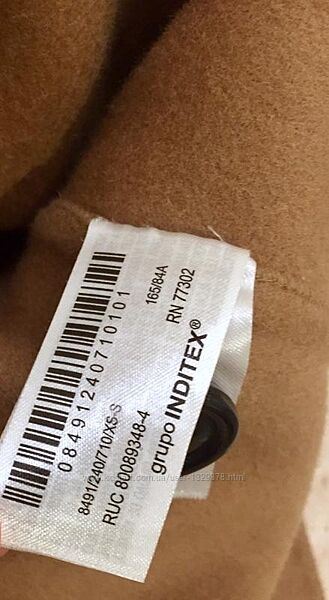 08491240710101
8491/240/710/XS-S
RUC 80089348-4
grupo INDITEX®
165/84A
RN 77302